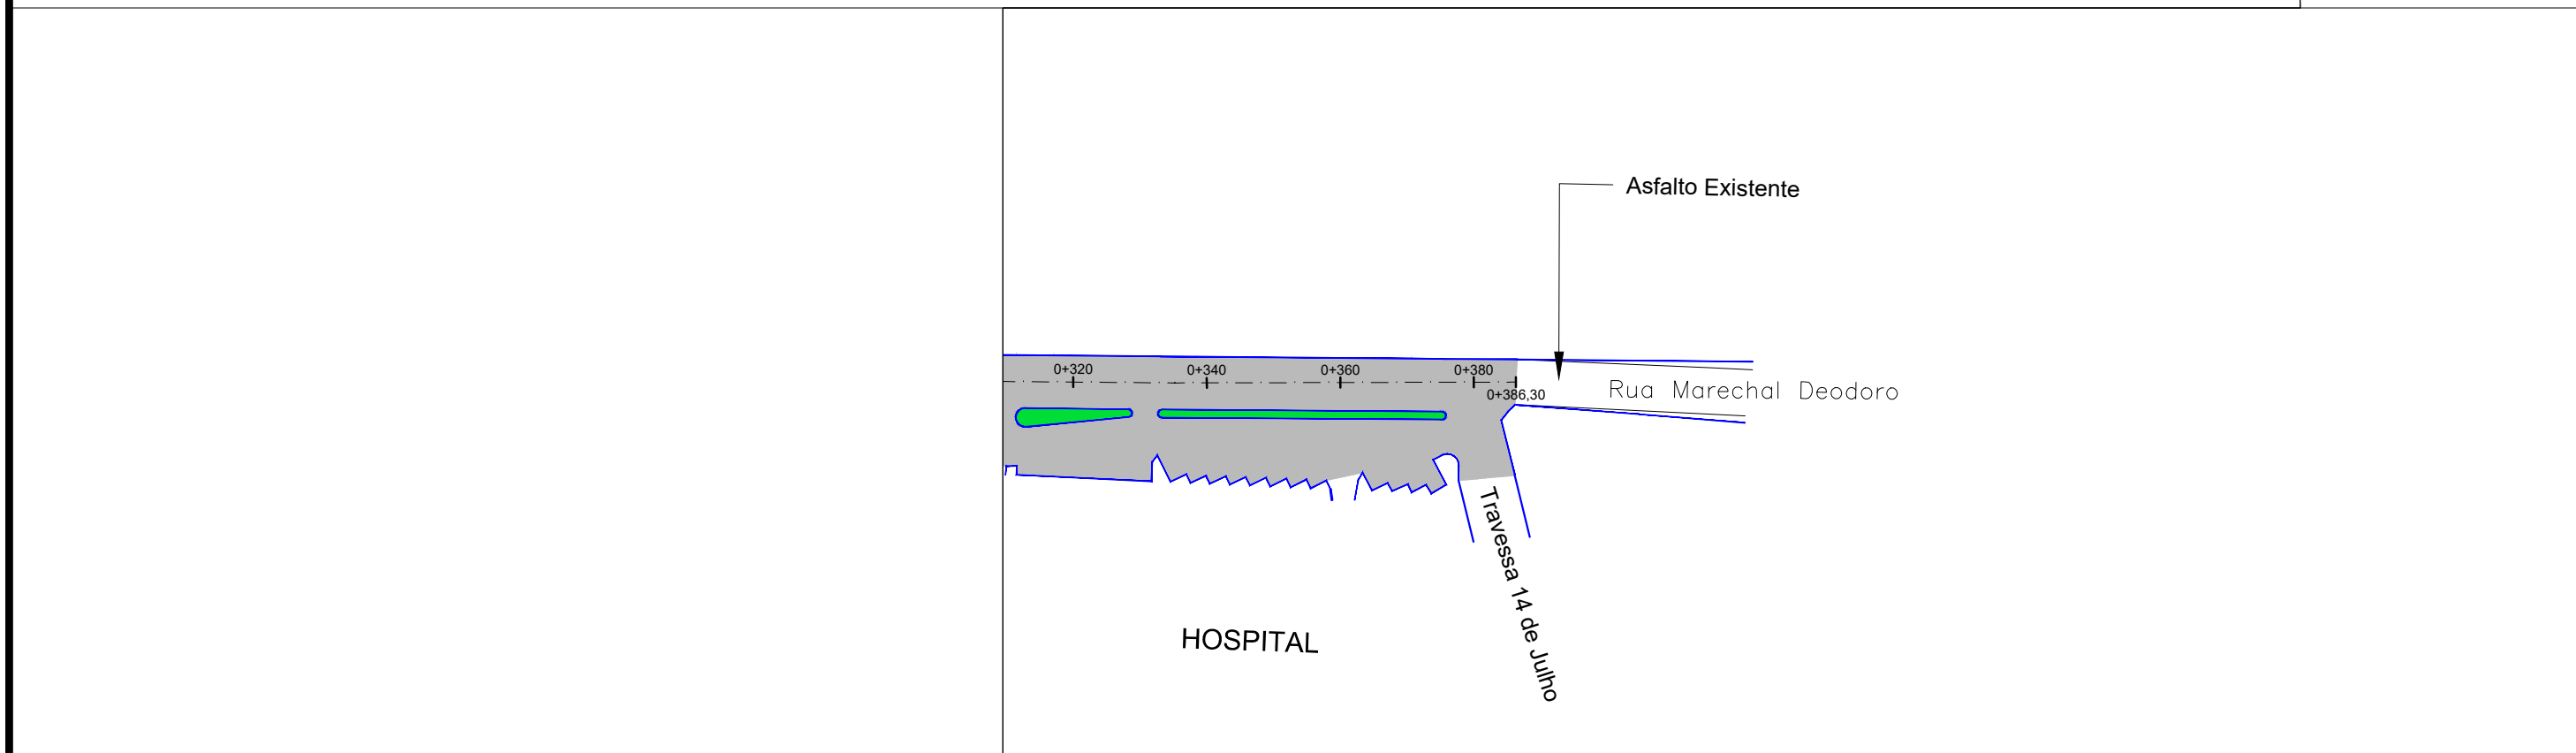 Asfalto Existente
0+320
0+340
0+360
0+380
0+386,30
Rua Marechal Deodoro
Travessa 14 de Julho
HOSPITAL